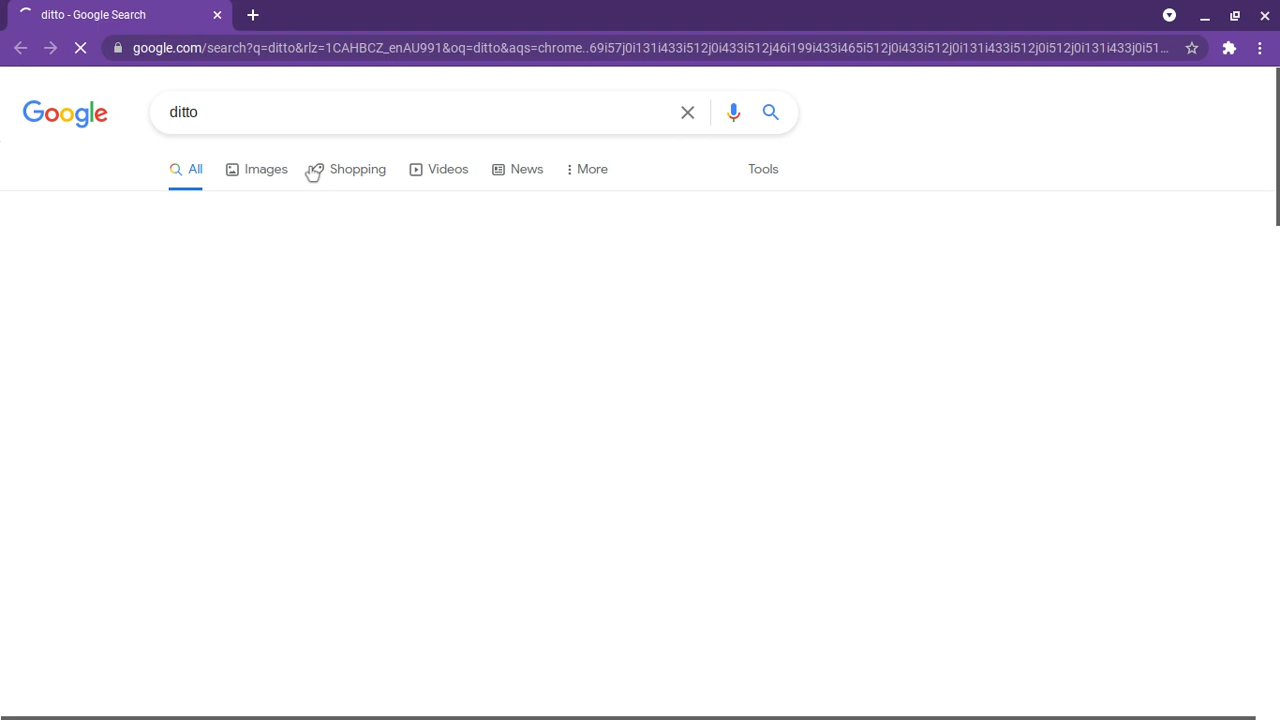 ditto - Google Search
google.com/search?q=ditto&rlz=1CAHBCZ_enAU991&oq=ditto&aqs=chrome..69i57j0i131i433i512j0i433i512j46i199i433i465i512j0i433i512j0i131i433i512j0i512j0i131i433j0i51...
Google
ditto
All Images Shopping Videos News More Tools